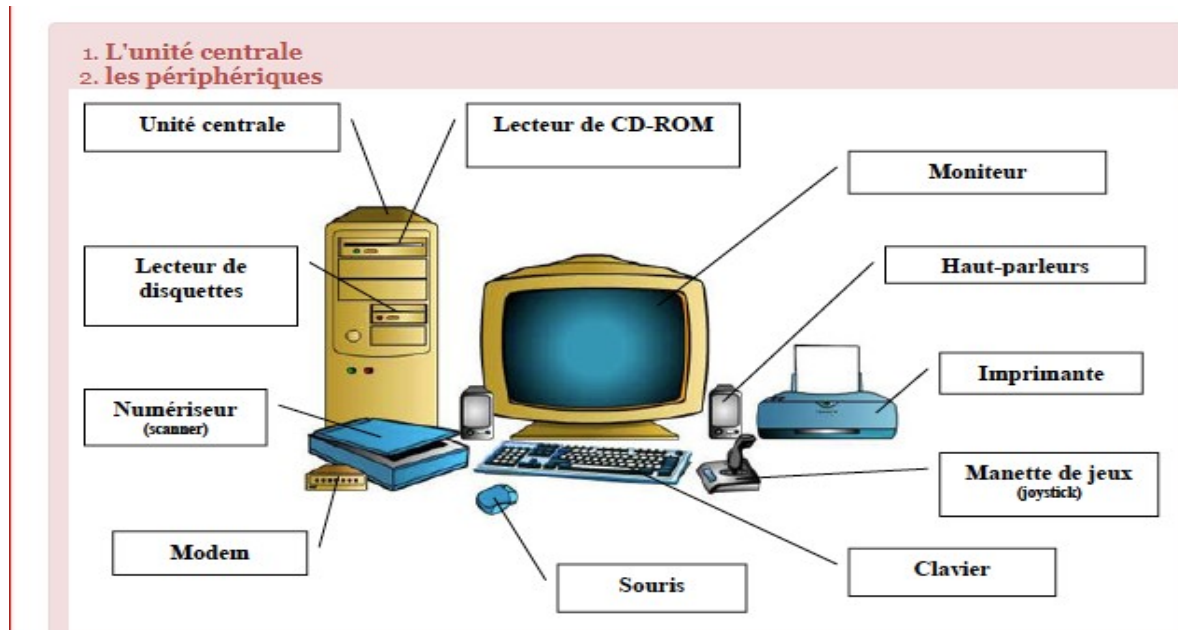 1. L'unité centrale
2. les périphériques
Unité centrale
Lecteur de CD-ROM
Moniteur
Lecteur de
disquettes
Haut-parleurs
Imprimante
Numériseur
(scanner)
Manette de jeux
(joystick)
Modem
Souris
Clavier